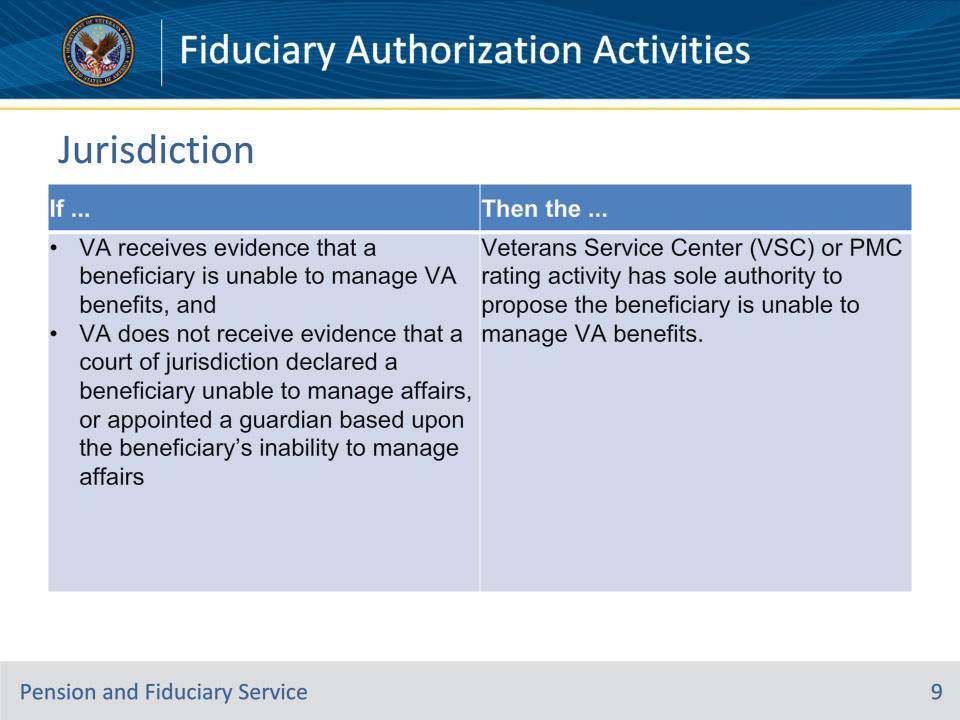 Fiduciary Authorization Activities
Jurisdiction
If ...
Then the ...
• VA receives evidence that a
beneficiary is unable to manage VA
benefits, and
• VA does not receive evidence that a
court of jurisdiction declared a
beneficiary unable to manage affairs,
or appointed a guardian based upon
the beneficiary’s inability to manage
affairs
Veterans Service Center (VSC) or PMC
rating activity has sole authority to
propose the beneficiary is unable to
manage VA benefits.
Pension and Fiduciary Service
9